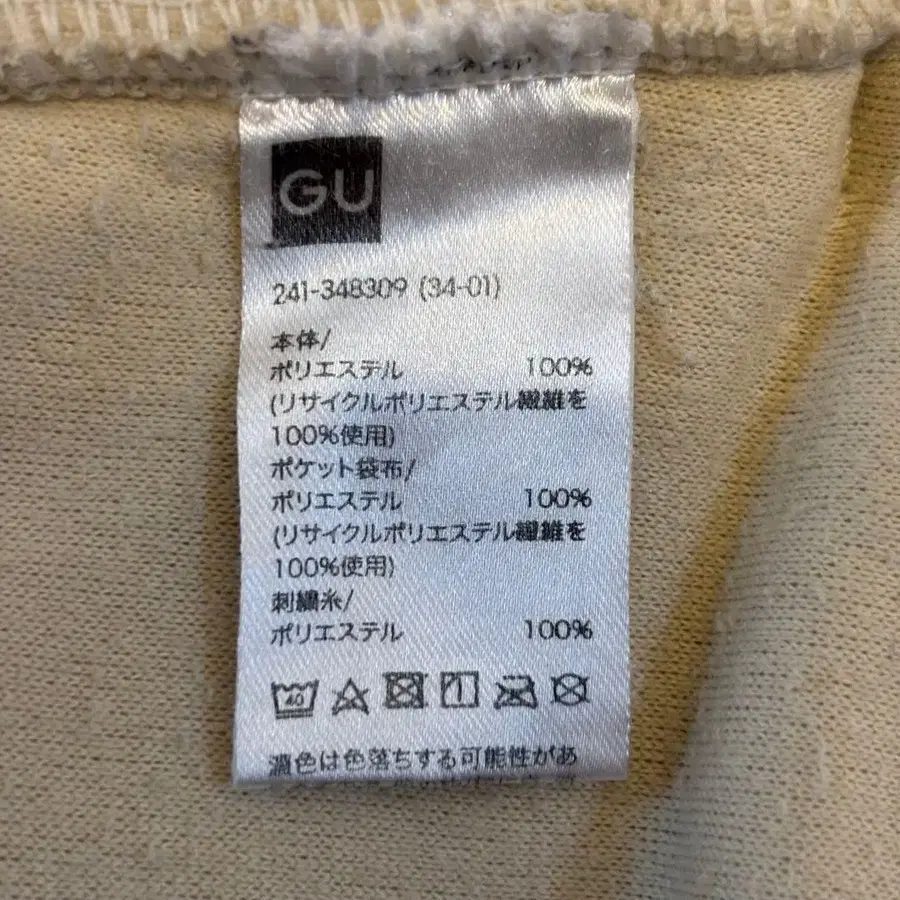 GU
241-348309 (34-01)
本体/
ポリエステル 100%
(リサイクルポリエステル繊維を
100%使用)
ポケット袋布/
ポリエステル 100%
(リサイクルポリエステル繊維を
100%使用)
刺繍糸/
ポリエステル 100%
40
濃色は色落ちする可能性があ